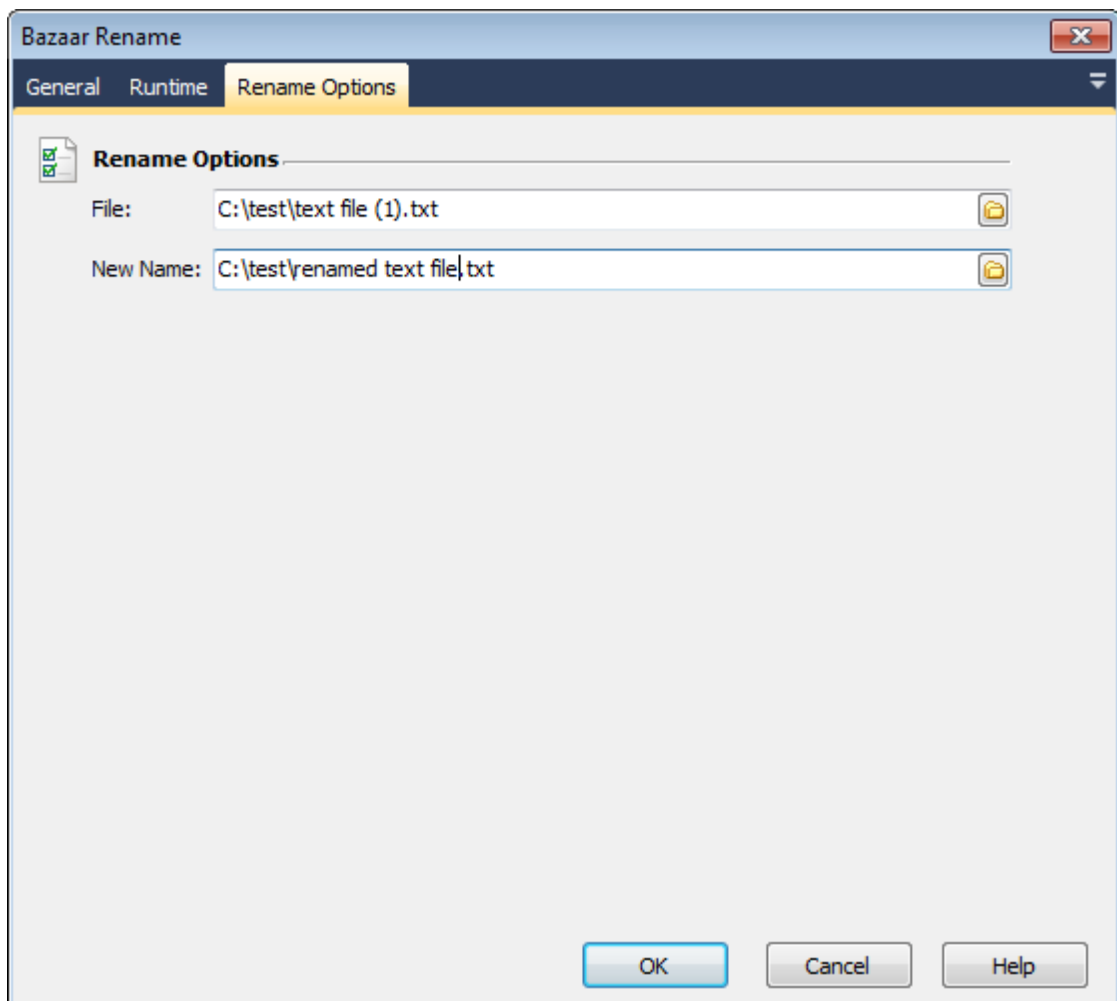 Bazaar Rename
General Runtime Rename Options
Rename Options
File: C:\test\text file (1).txt
New Name: C:\test\renamed text file.txt
OK Cancel Help